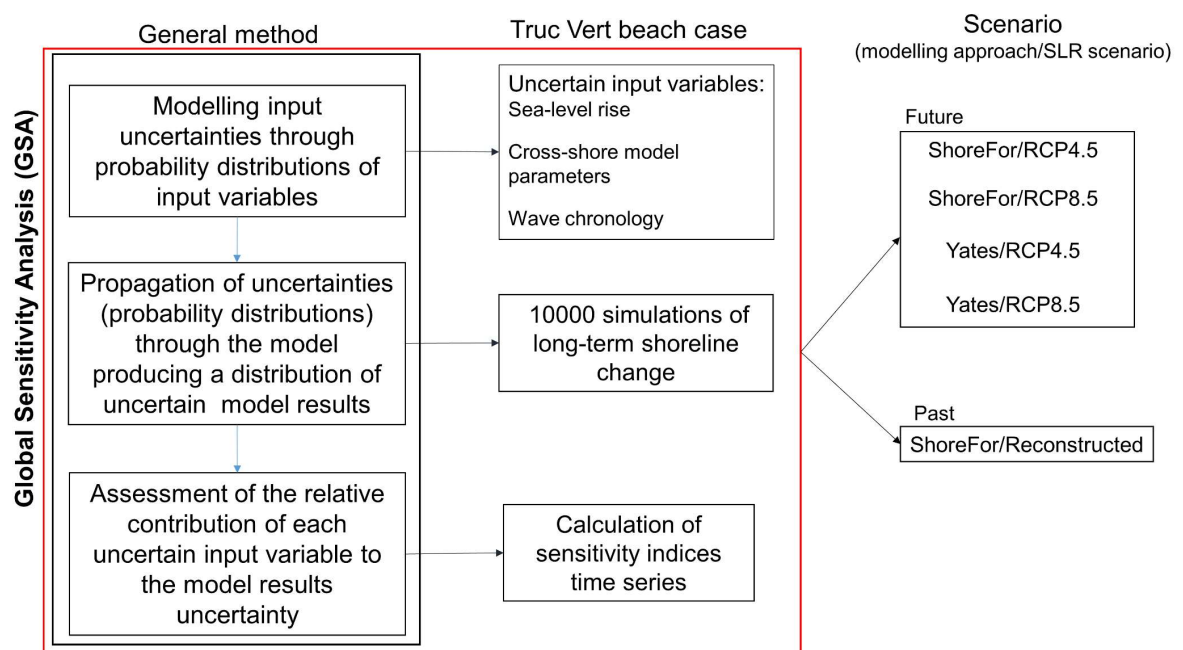 General method
Truc Vert beach case
Scenario
(modelling approach/SLR scenario)
Global Sensitivity Analysis (GSA)
Modelling input
uncertainties through
probability distributions of
input variables
Uncertain input variables:
Sea-level rise
Cross-shore model
parameters
Wave chronology
Propagation of uncertainties
(probability distributions)
through the model
producing a distribution of
uncertain model results
10000 simulations of
long-term shoreline
change
Assessment of the relative
contribution of each
uncertain input variable to
the model results
uncertainty
Calculation of
sensitivity indices
time series
Future
ShoreFor/RCP4.5
ShoreFor/RCP8.5
Yates/RCP4.5
Yates/RCP8.5
Past
ShoreFor/Reconstructed